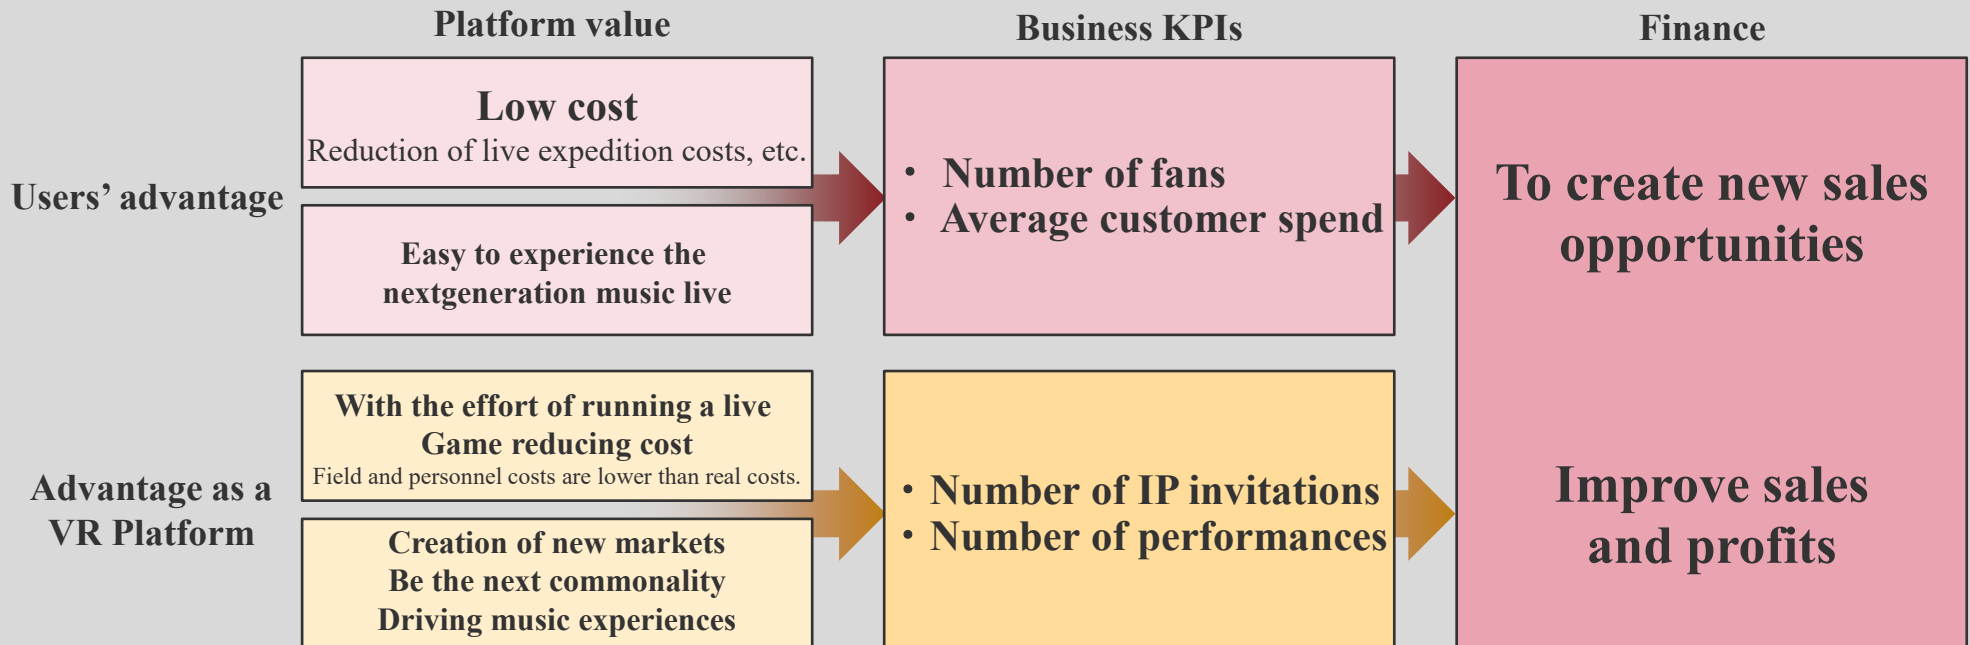 Platform value
Business KPIs
Finance
Users’ advantage
Low cost
Reduction of live expedition costs, etc.
Easy to experience the
nextgeneration music live
・ Number of fans
・ Average customer spend
To create new sales
opportunities
Advantage as a
VR Platform
With the effort of running a live
Game reducing cost
Field and personnel costs are lower than real costs.
Creation of new markets
Be the next commonality
Driving music experiences
・ Number of IP invitations
・ Number of performances
Improve sales
and profits